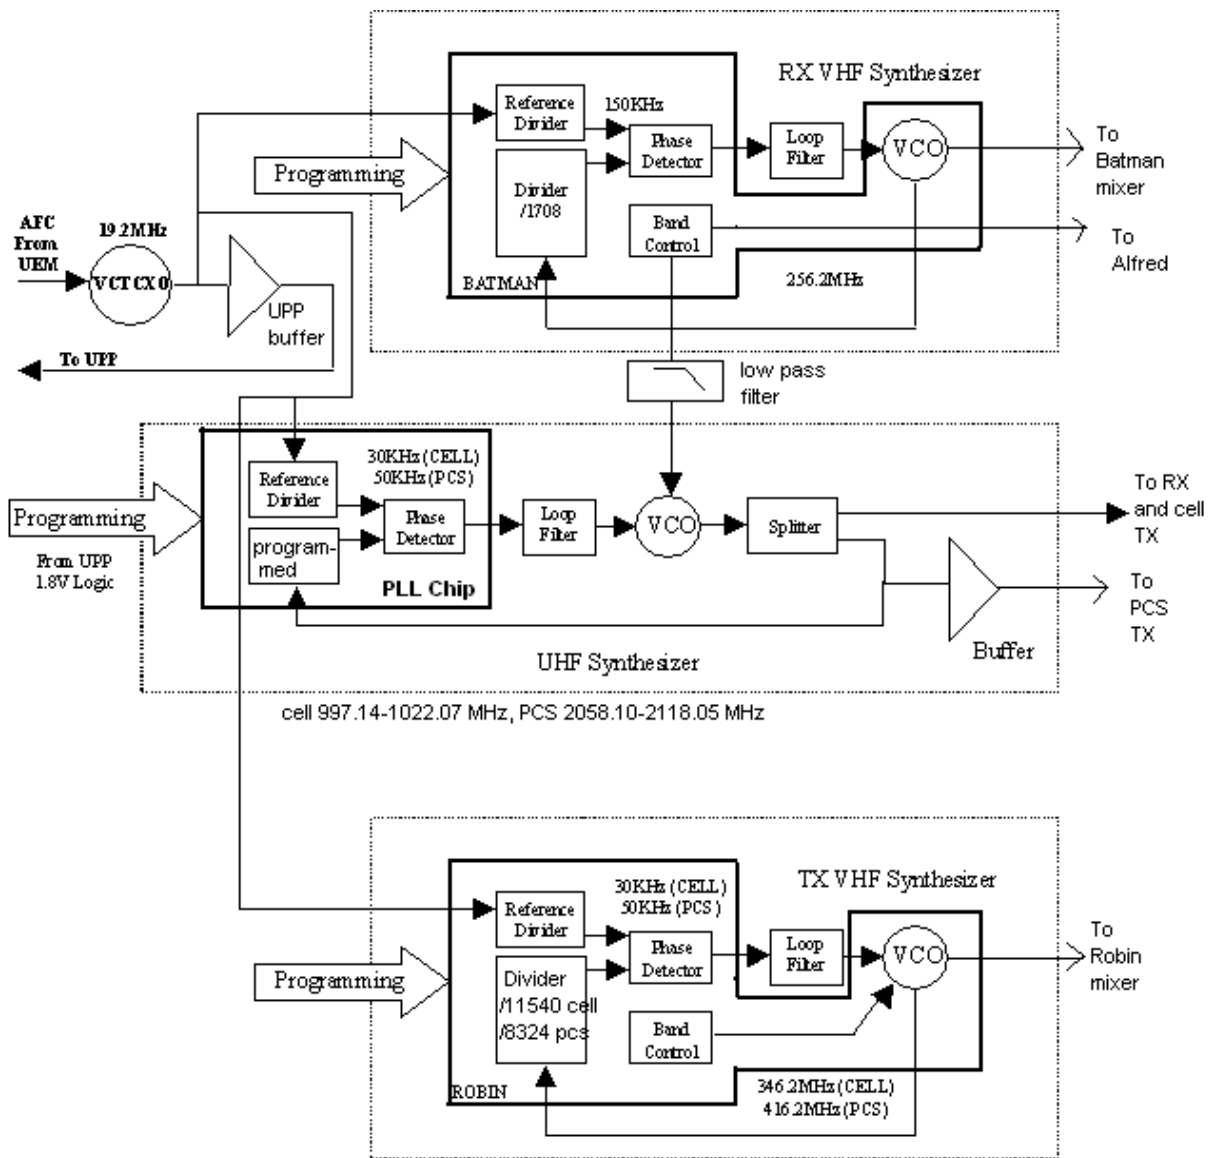 RX VHF Synthesizer
Reference
Divider
150KHz
Phase
Detector
Loop
Filter
VCO
To
Batman
mixer
Programming
Divider
/1708
Band
Control
To
Alfred
BATMAN
256.2MHz
AFC
From
UEM
19.2MHz
VCTCXO
UPP
buffer
To UPP
low pass
filter
30KHz(CELL)
50KHz(PCS)
Reference
Divider
Phase
Detector
Loop
Filter
VCO
Splitter
To RX
and cell
TX
Programming
From UPP
1.8V Logic
program-
med
PLL Chip
To
PCS
TX
Buffer
UHF Synthesizer
cell 997.14-1022.07 MHz, PCS 2058.10-2118.05 MHz
TX VHF Synthesizer
30KHz(CELL)
50KHz(PCS)
Reference
Divider
Phase
Detector
Loop
Filter
VCO
To
Robin
mixer
Programming
Divider
/11540 cell
/8324 pcs
Band
Control
ROBIN
346.2MHz(CELL)
416.2MHz(PCS)